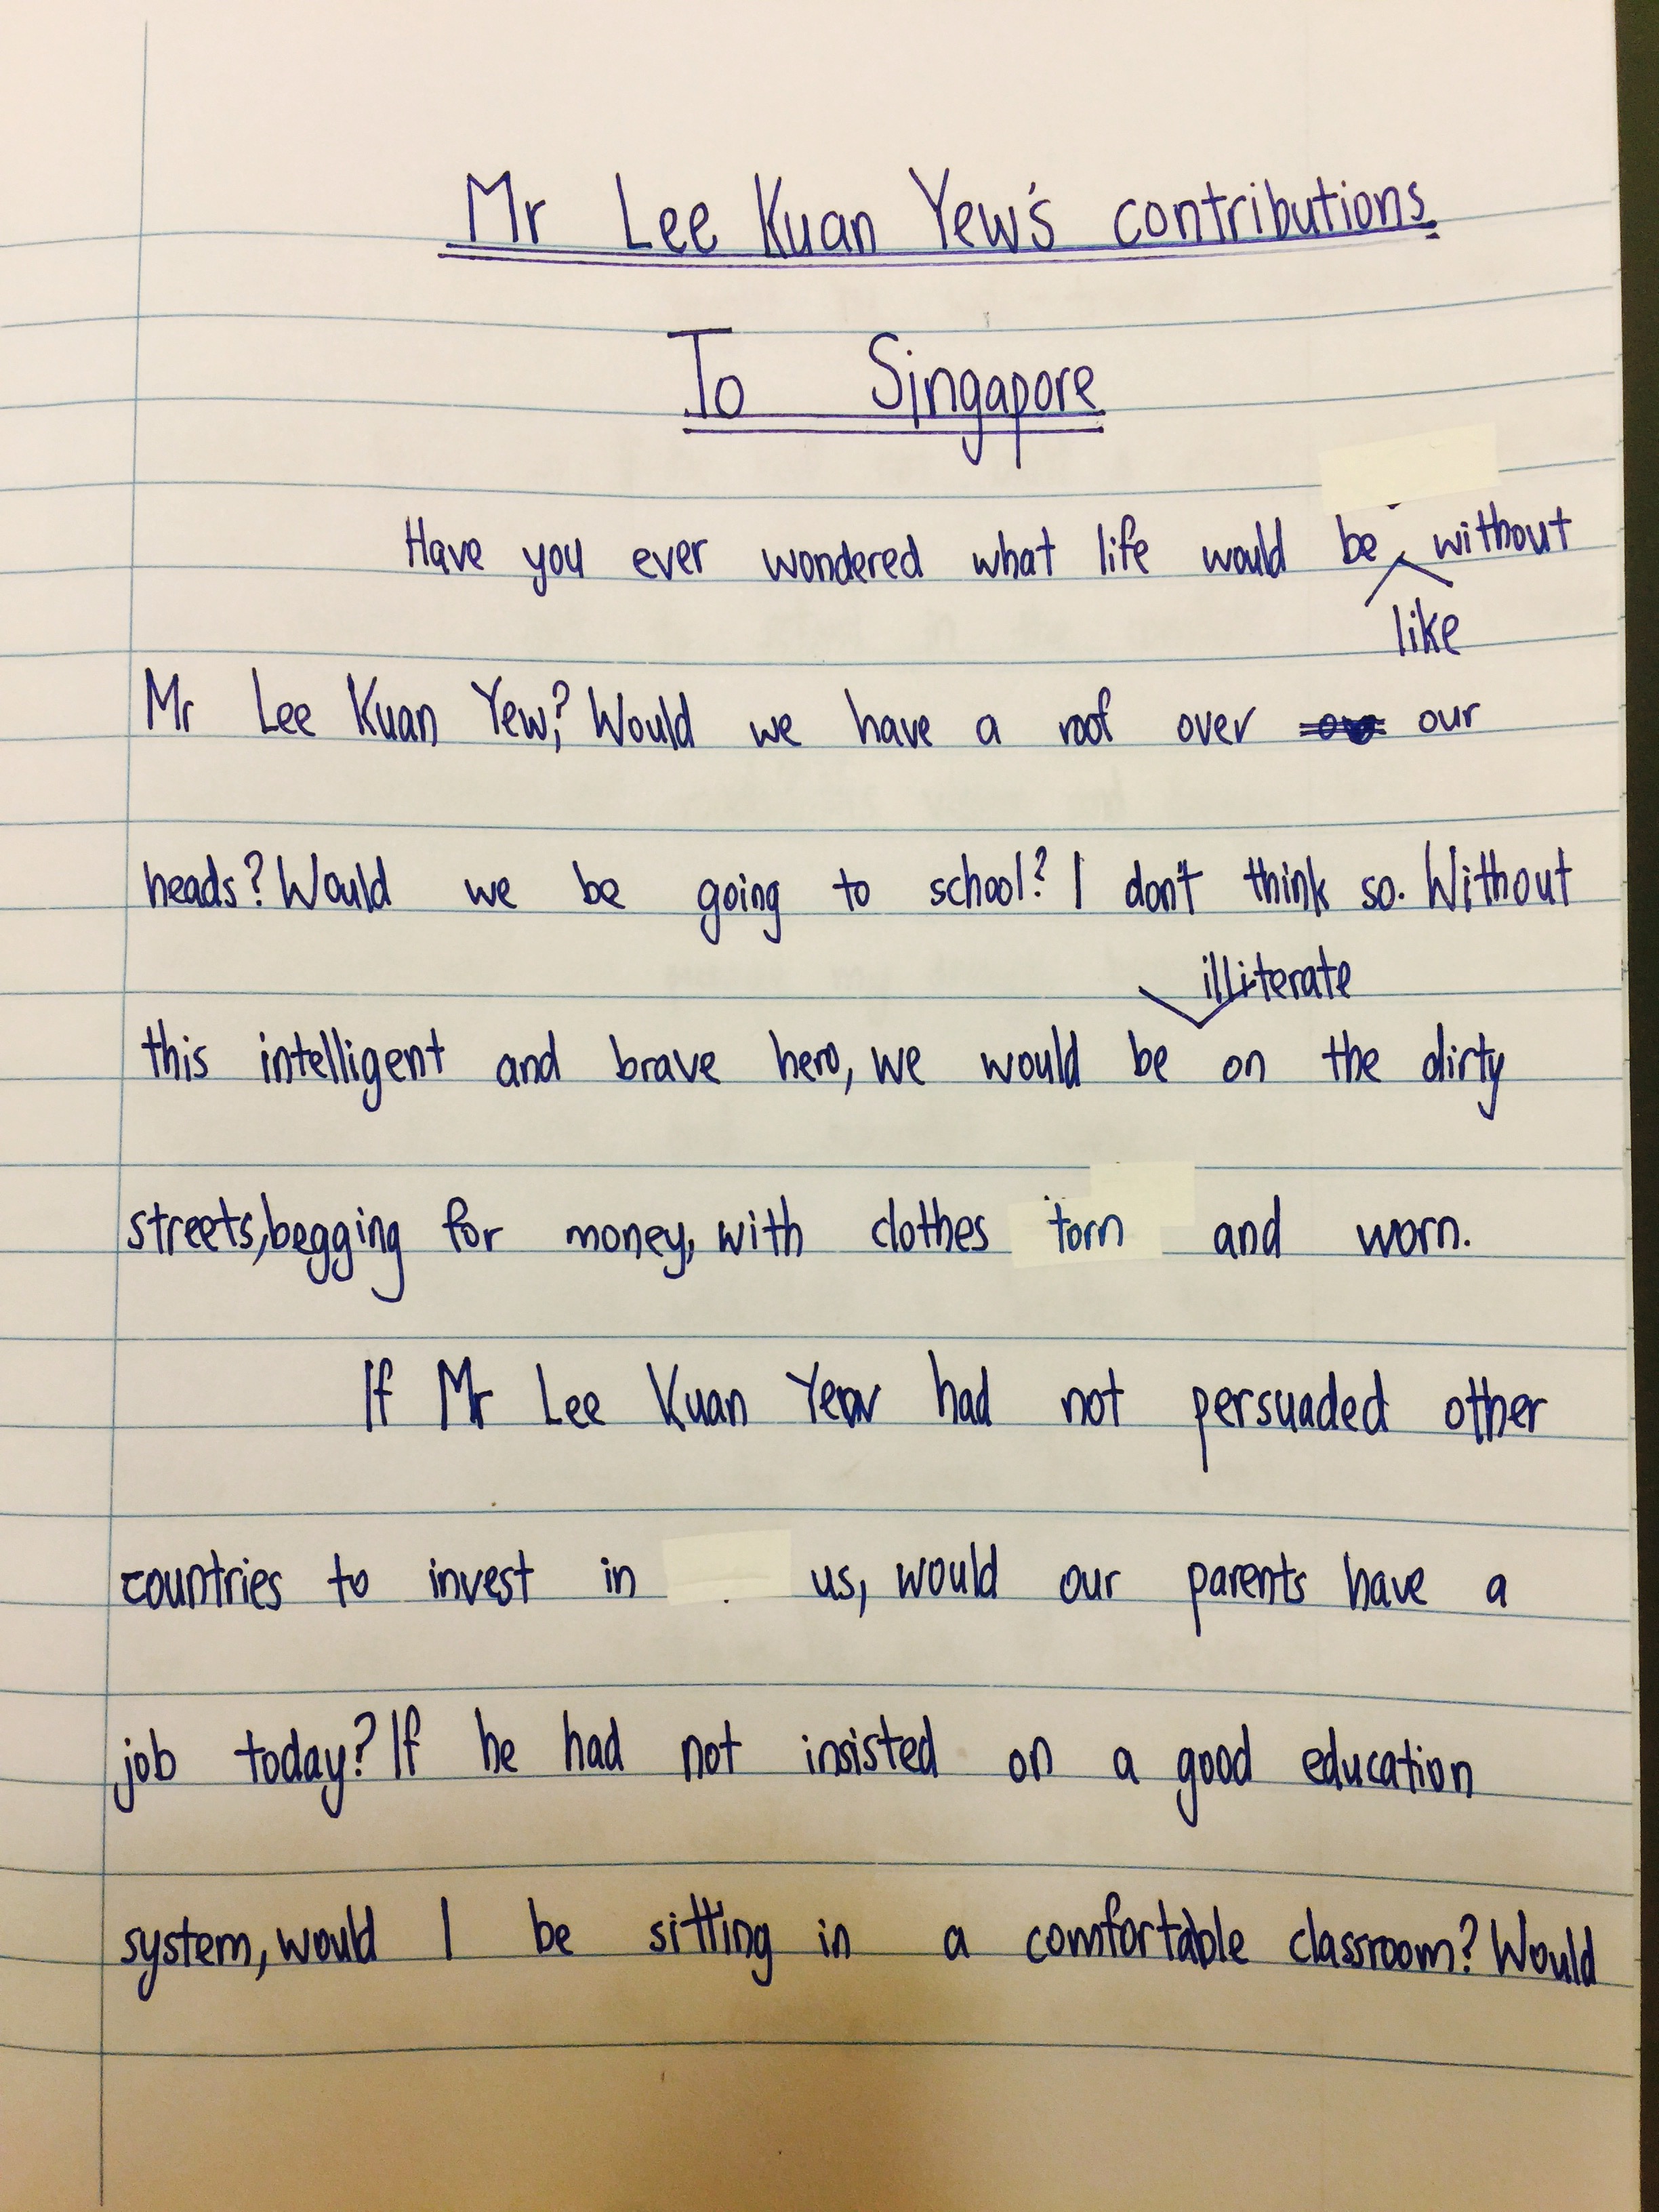 Mr Lee Kuan Yew's contributions
To Singapore
Have you ever wondered what life would be like without
Mr Lee Kuan Yew? Would we have a roof over our
heads? Would we be going to school? I don't think so. Without
this intelligent and brave hero, we would be illiterate on the dirty
streets, begging for money, with clothes torn and worn.
If Mr Lee Kuan Yew had not persuaded other
countries to invest in us, would our parents have a
job today? If he had not insisted on a good education
system, would I be sitting in a comfortable classroom? Would